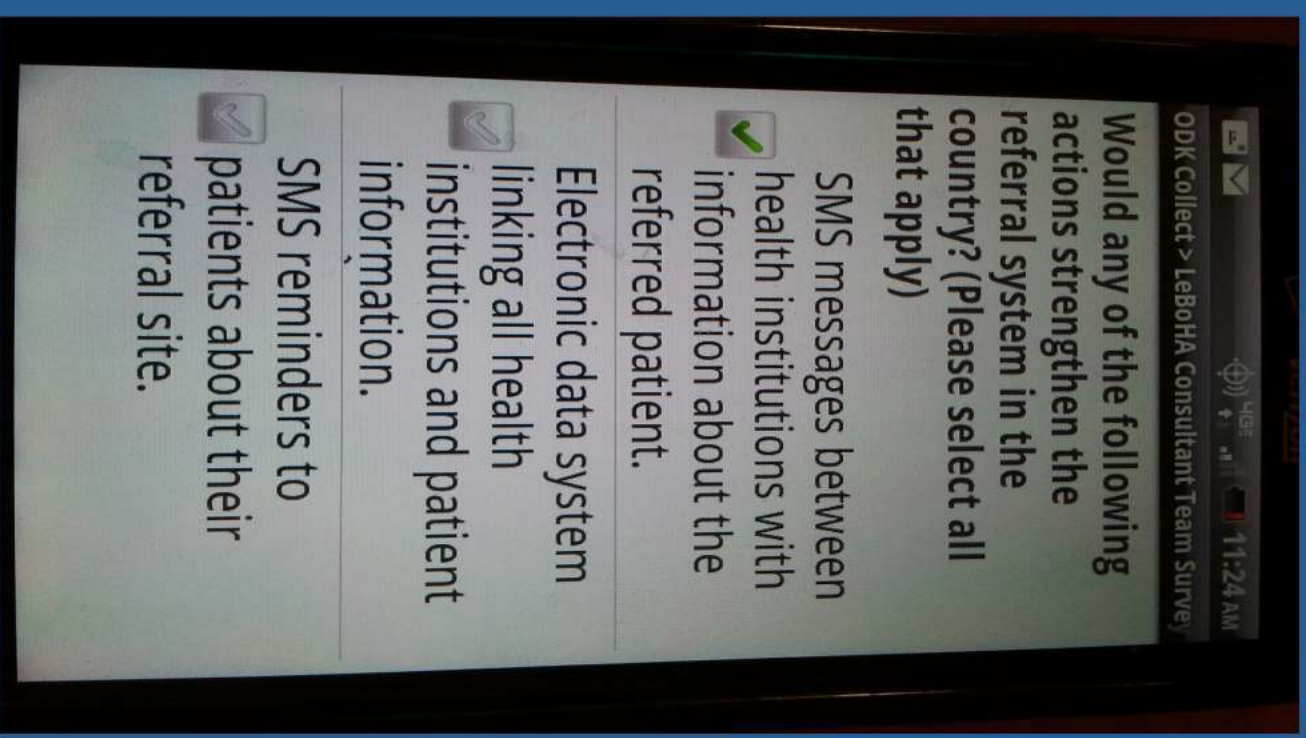 4G 11:24 AM
ODK Collect > LeBoHA Consultant Team Survey
Would any of the following
actions strengthen the
referral system in the
country? (Please select all
that apply)
SMS messages between
health institutions with
information about the
referred patient.
Electronic data system
linking all health
institutions and patient
information.
SMS reminders to
patients about their
referral site.